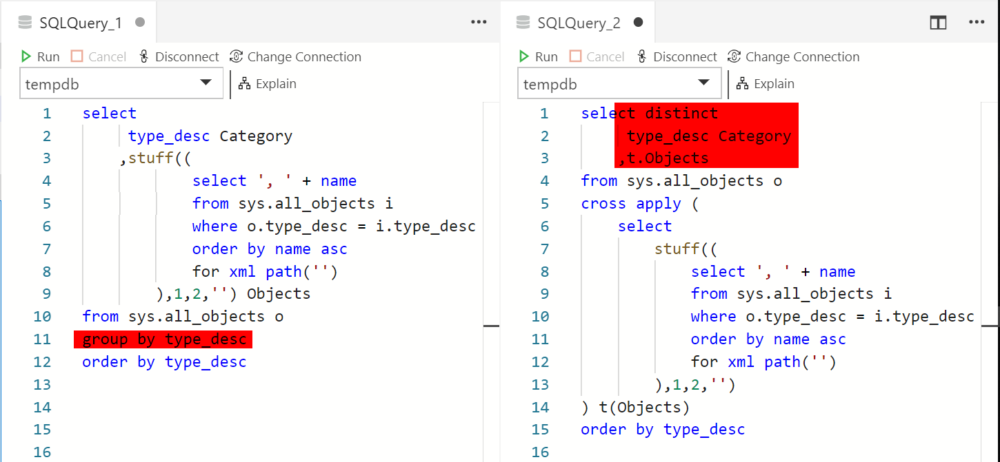 SQLQuery_1
Run Cancel Disconnect Change Connection
tempdb Explain
1 select
2 type_desc Category
3 ,stuff((
4 select ', ' + name
5 from sys.all_objects i
6 where o.type_desc = i.type_desc
7 order by name asc
8 for xml path('')
9 ),1,2,'') Objects
10 from sys.all_objects o
11 group by type_desc
12 order by type_desc
13
14
15
16
SQLQuery_2
Run Cancel Disconnect Change Connection
tempdb Explain
1 select distinct
2 type_desc Category
3 ,t.Objects
4 from sys.all_objects o
5 cross apply (
6 select
7 stuff((
8 select ', ' + name
9 from sys.all_objects i
10 where o.type_desc = i.type_desc
11 order by name asc
12 for xml path('')
13 ),1,2,'')
14 ) t(Objects)
15 order by type_desc
16